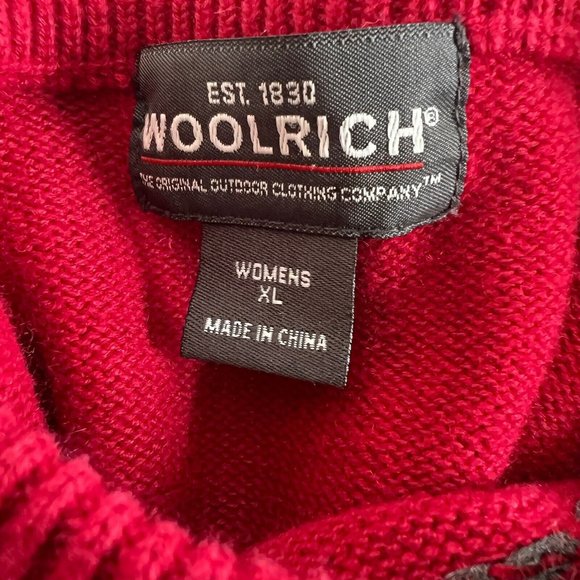 EST. 1830
WOOLRICH®
THE ORIGINAL OUTDOOR CLOTHING COMPANY™
WOMENS
XL
MADE IN CHINA